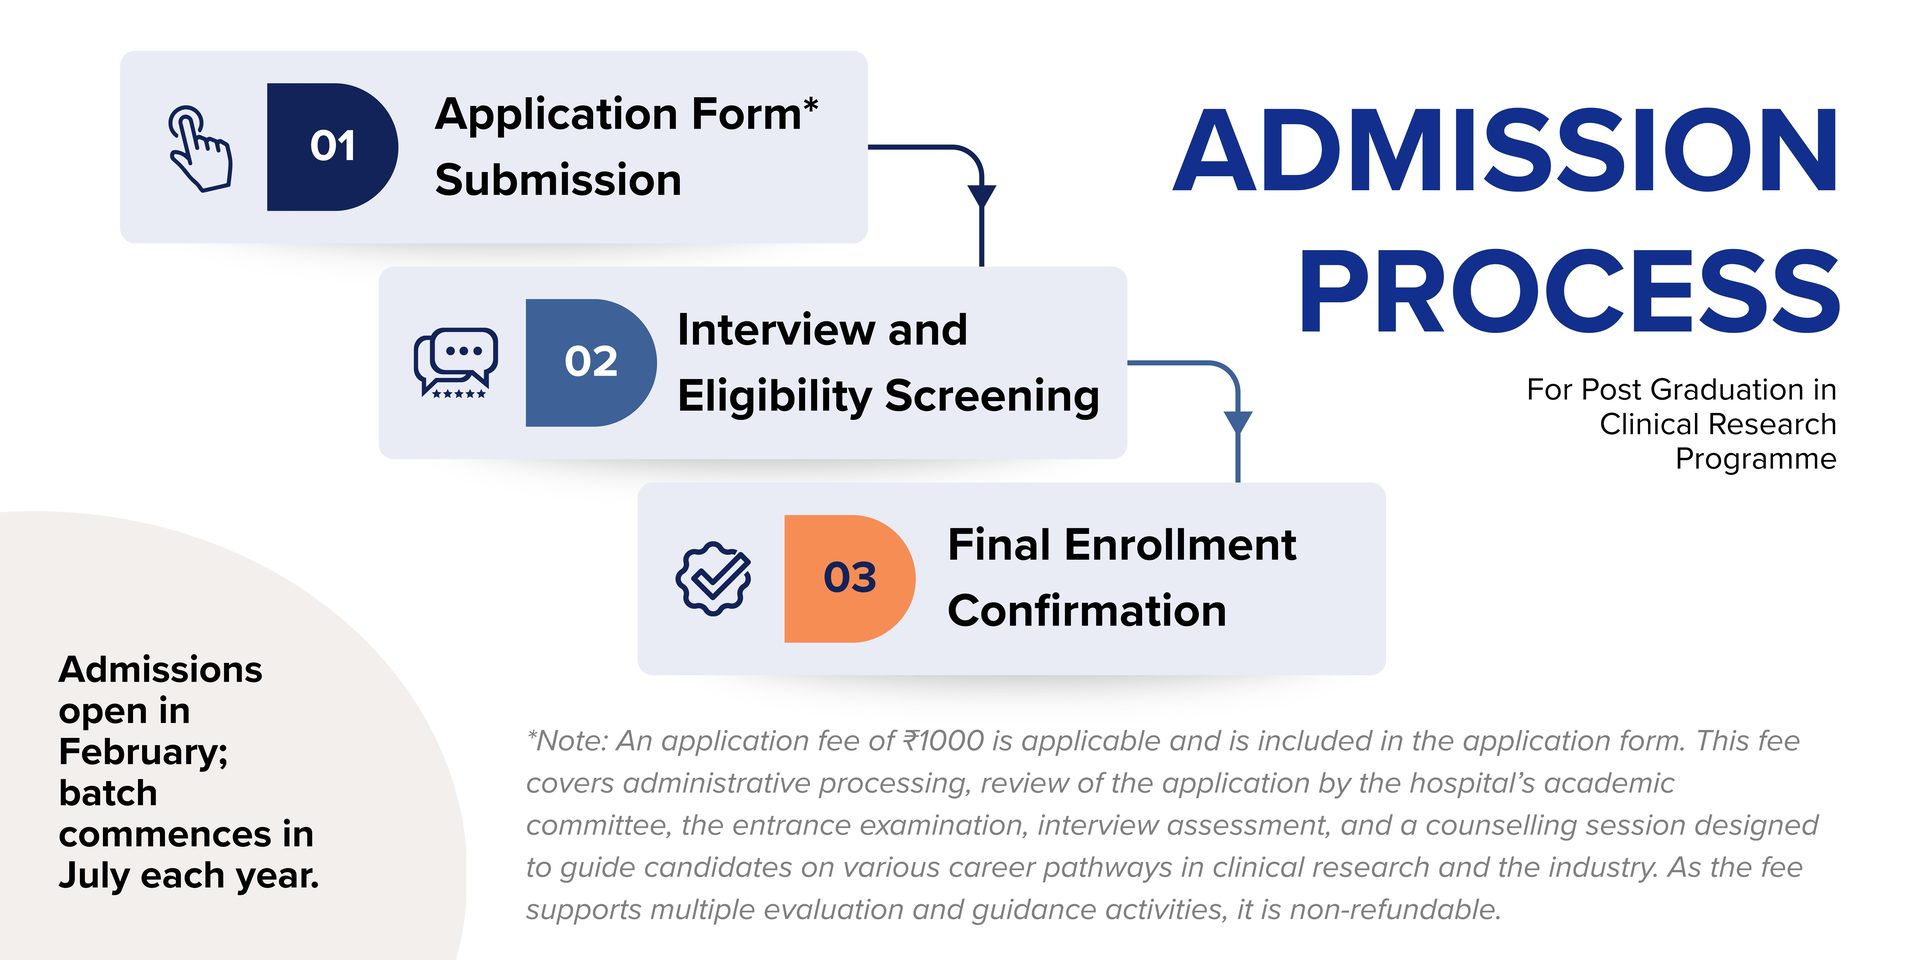 01
Application Form*
Submission
ADMISSION
PROCESS
For Post Graduation in
Clinical Research
Programme
02
Interview and
Eligibility Screening
03
Final Enrollment
Confirmation
Admissions
open in
February;
batch
commences in
July each year.
*Note: An application fee of ₹1000 is applicable and is included in the application form. This fee
covers administrative processing, review of the application by the hospital’s academic
committee, the entrance examination, interview assessment, and a counselling session designed
to guide candidates on various career pathways in clinical research and the industry. As the fee
supports multiple evaluation and guidance activities, it is non-refundable.